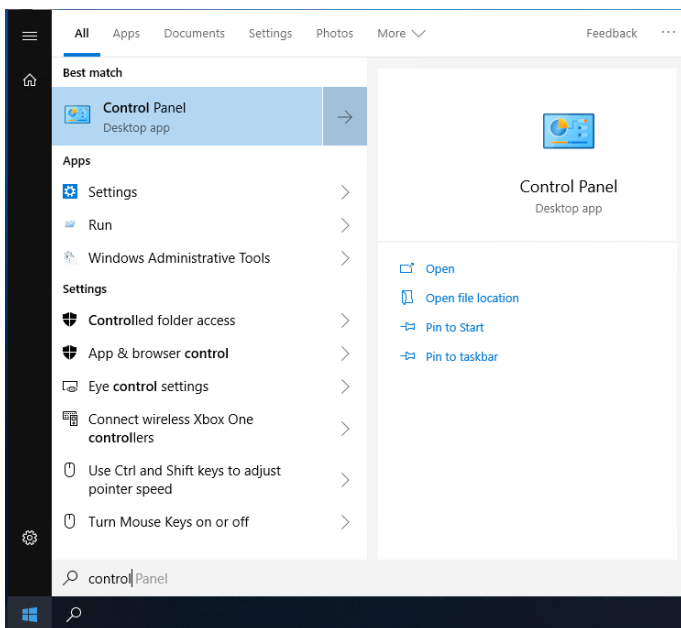 All Apps Documents Settings Photos More Feedback ...
Best match
Control Panel
Desktop app
Apps
Settings
Run
Windows Administrative Tools
Settings
Controlled folder access
App & browser control
Eye control settings
Connect wireless Xbox One
controllers
Use Ctrl and Shift keys to adjust
pointer speed
Turn Mouse Keys on or off
Control Panel
Desktop app
Open
Open file location
Pin to Start
Pin to taskbar
control Panel